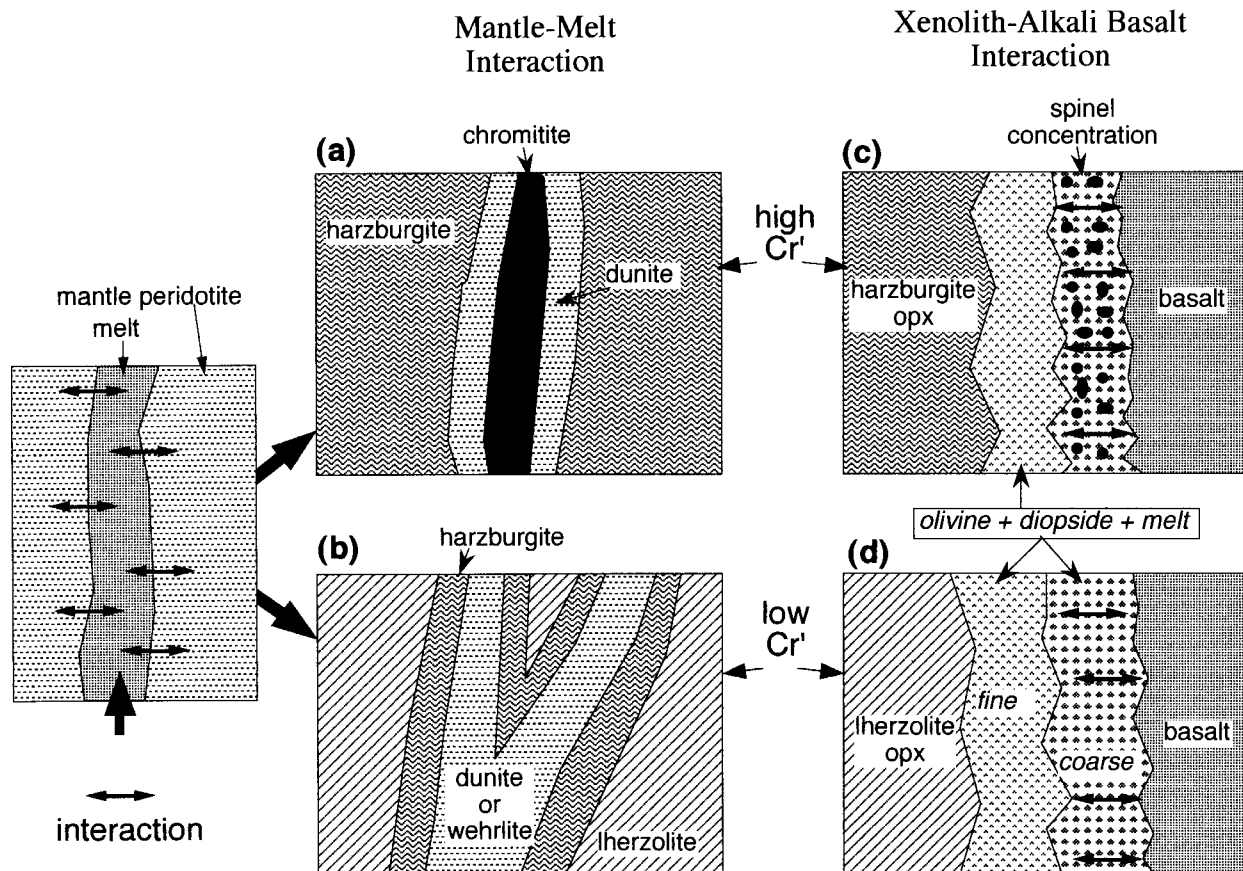 Mantle-Melt
Interaction
Xenolith-Alkali Basalt
Interaction
(a)
chromitite
harzburgite
dunite
high
Cr'
(c)
spinel
concentration
harzburgite
opx
basalt
mantle peridotite
melt
interaction
olivine + diopside + melt
(b)
harzburgite
dunite
or
wehrlite
lherzolite
low
Cr'
(d)
lherzolite
opx
fine
coarse
basalt